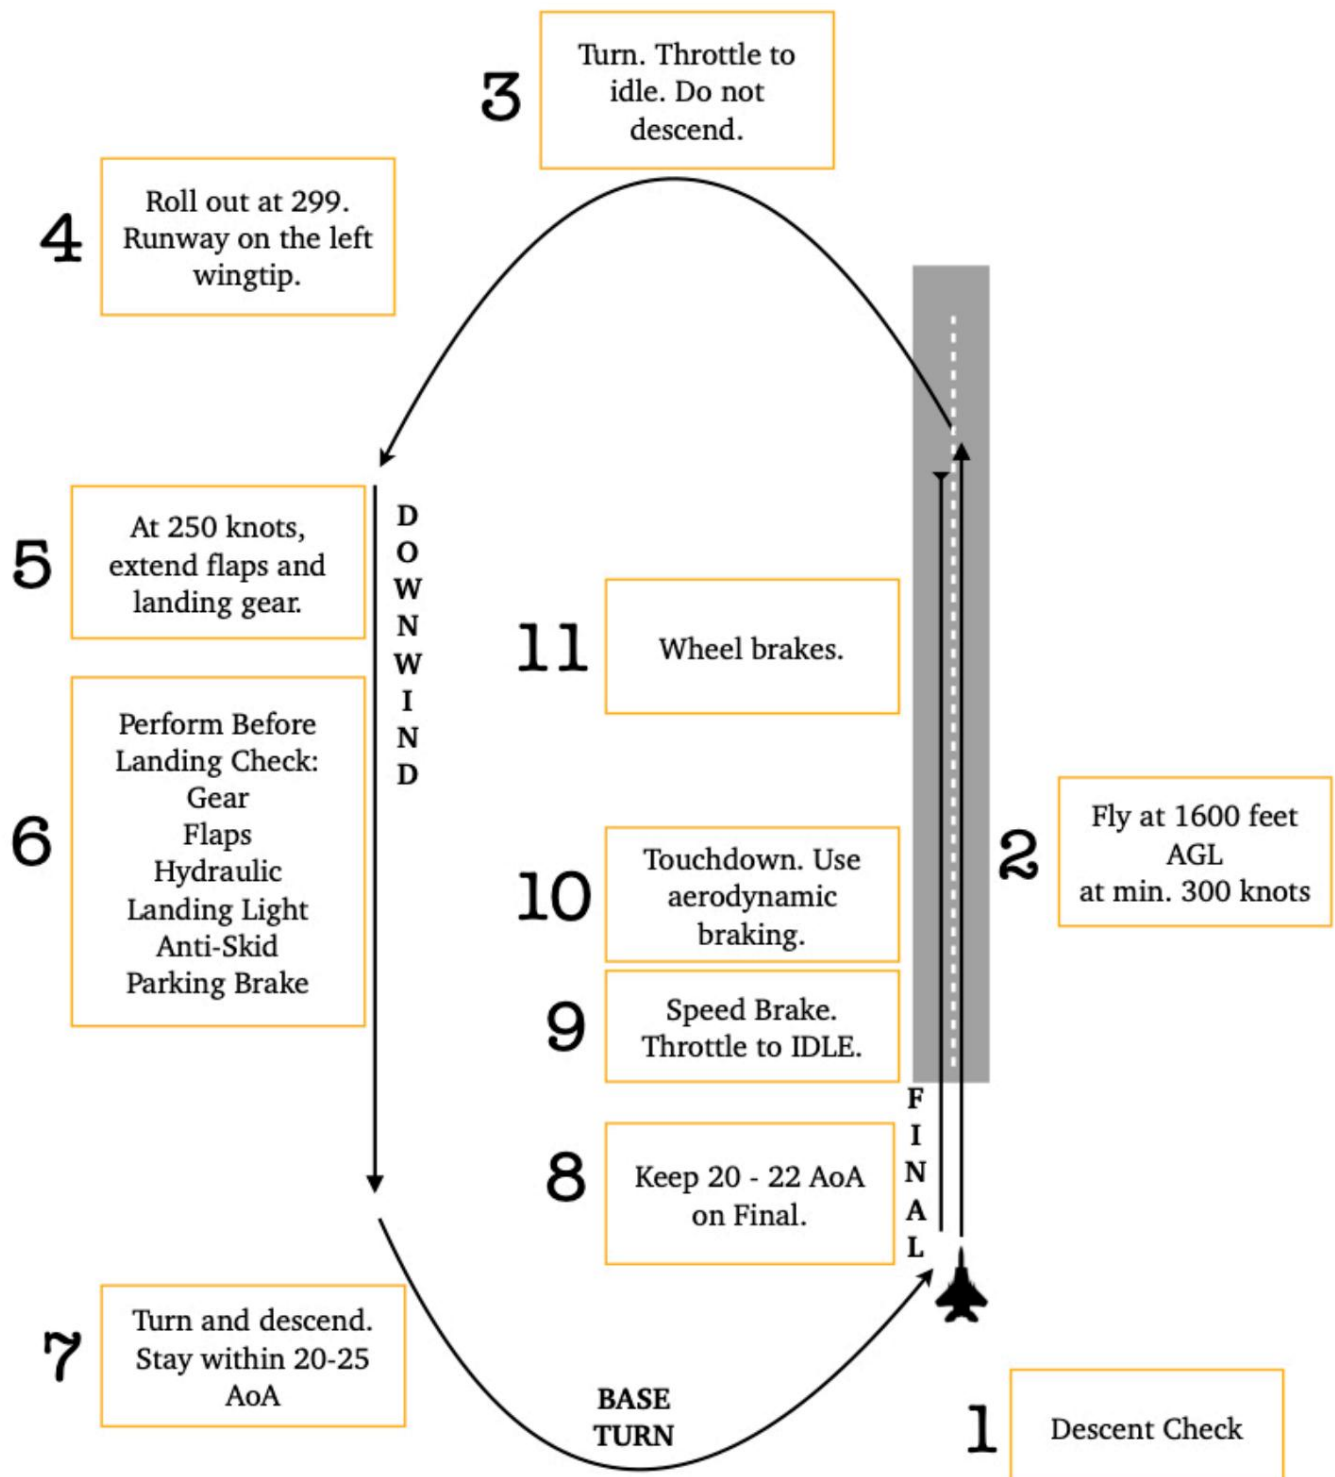 3
Turn. Throttle to
idle. Do not
descend.
4
Roll out at 299.
Runway on the left
wingtip.
5
At 250 knots,
extend flaps and
landing gear.
DOWNWIND
6
Perform Before
Landing Check:
Gear
Flaps
Hydraulic
Landing Light
Anti-Skid
Parking Brake
11
Wheel brakes.
2
Fly at 1600 feet
AGL
at min. 300 knots
10
Touchdown. Use
aerodynamic
braking.
9
Speed Brake.
Throttle to IDLE.
FINAL
8
Keep 20 - 22 AoA
on Final.
7
Turn and descend.
Stay within 20-25
AoA
BASE
TURN
1
Descent Check